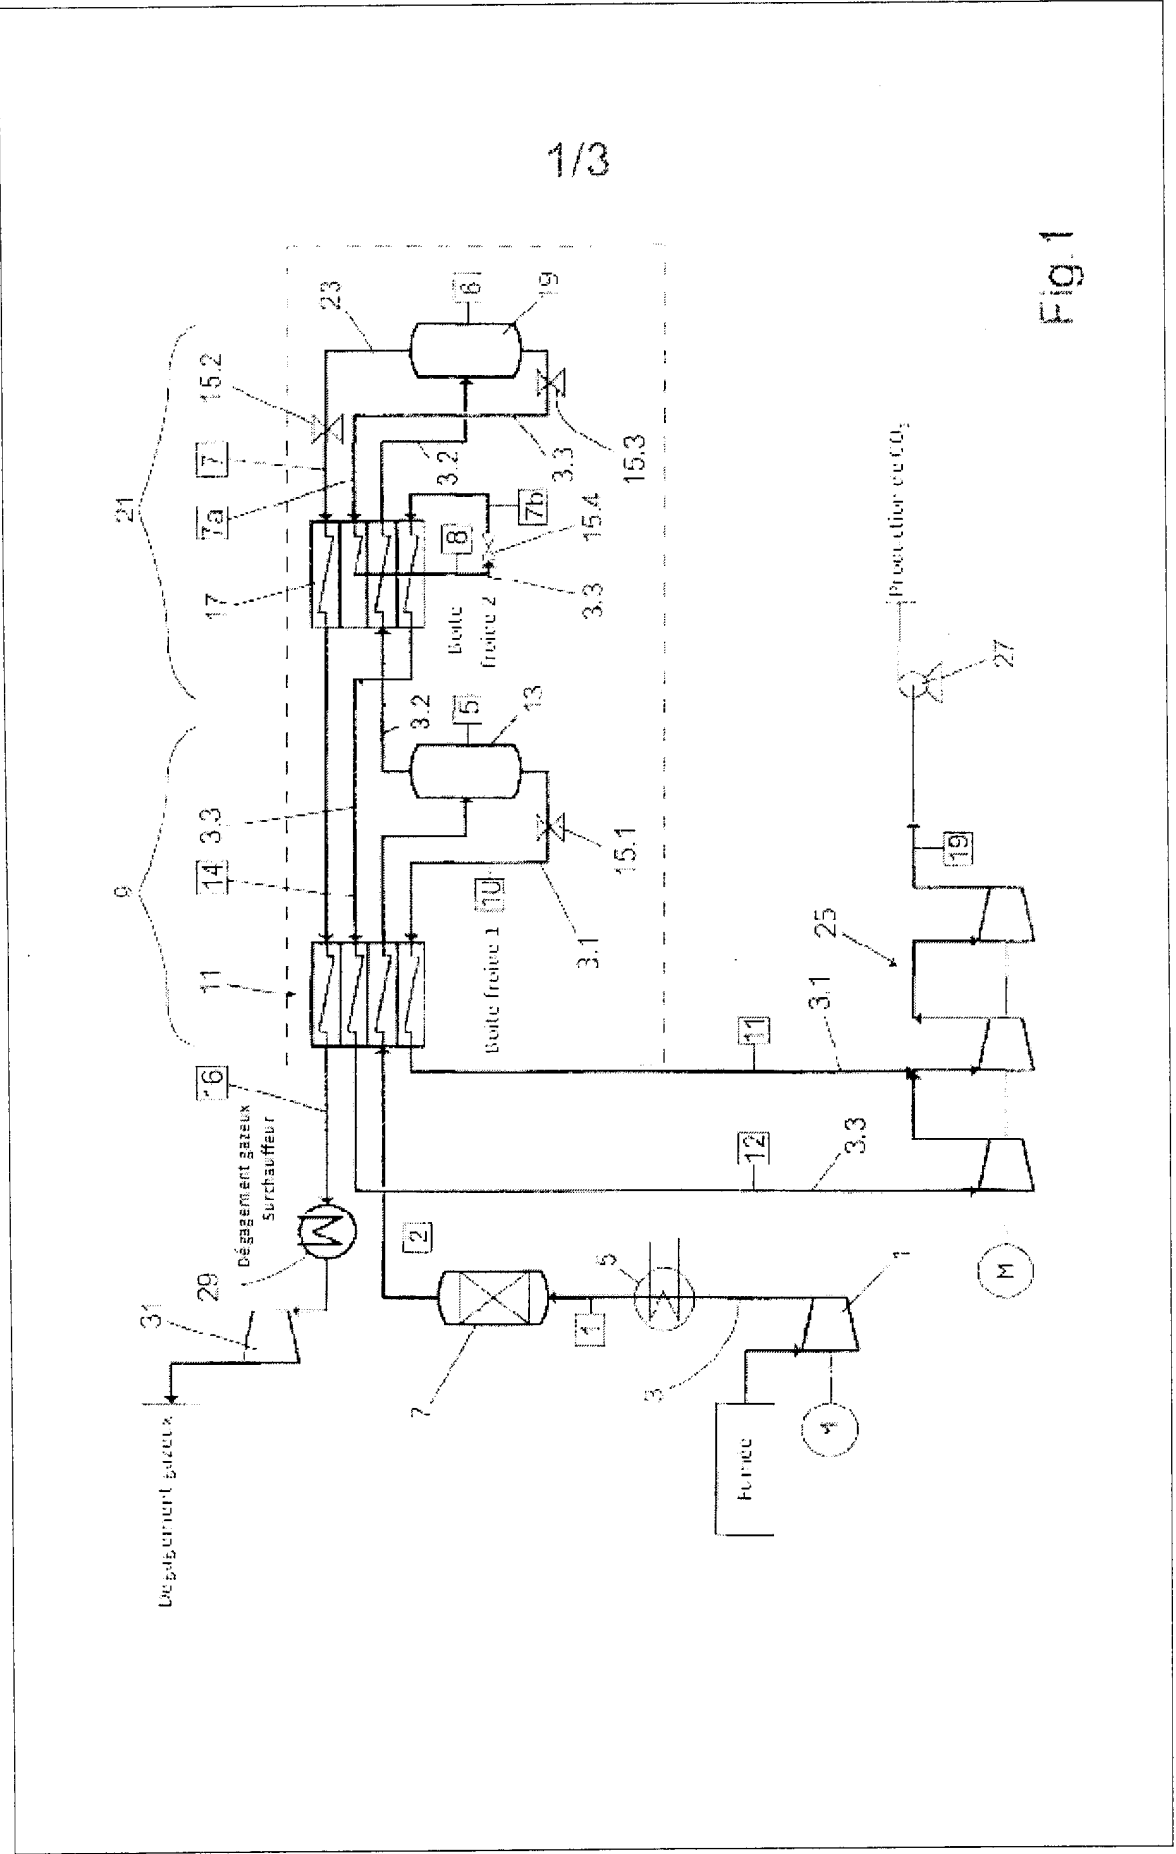 1/3
Fig. 1
21
9
23
15.2
7
7a
17
6
19
15.3
3.3
3.2
7b
15.4
8
3.3
Boîte
froide 2
3.2
5
13
3.3
14
11
15.1
10
3.1
Boîte froide 1
16
Dégagement gazeux
Surchauffeur
29
31
Dégagement gazeux
2
7
1
5
3
1
Fumée
M
11
3.1
12
3.3
25
19
27
Production de CO2
M
M